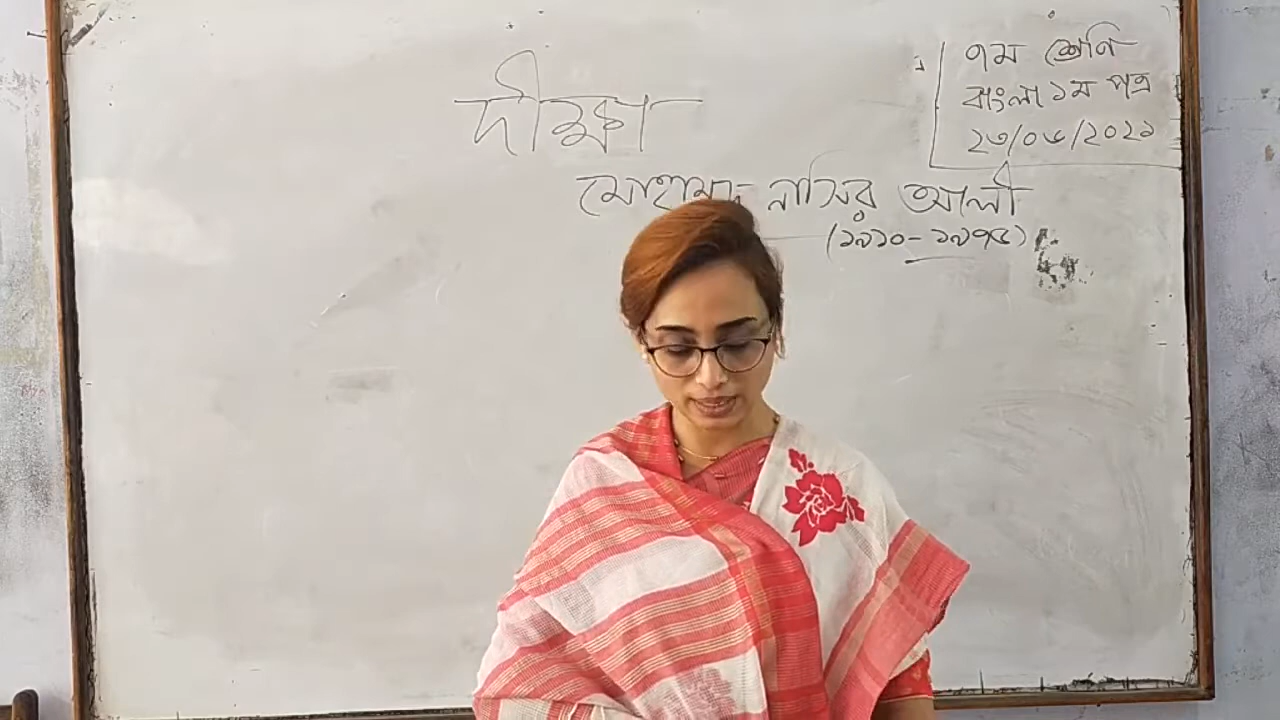 দীক্ষা
মোহাম্মদ নাসির আলী
(১৯১০-১৯৭৫)
৭ম শ্রেণি
বাংলা ১ম পত্র
২৩/০৬/২০২১